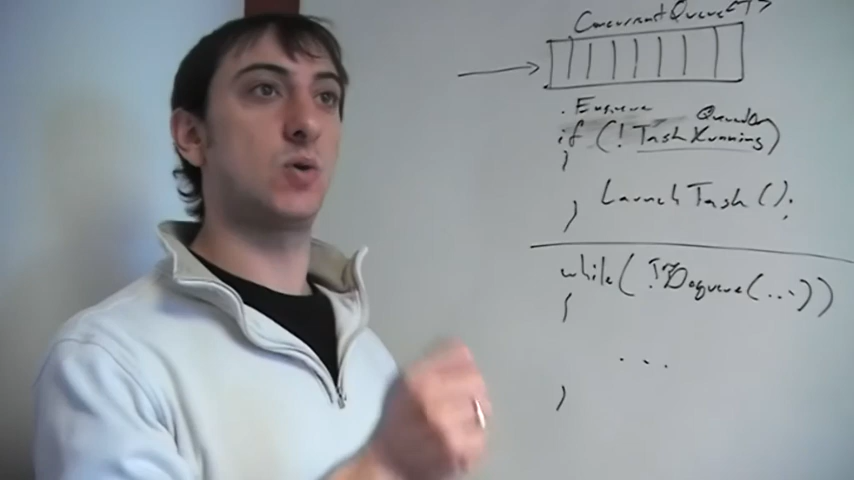 ConcurrentQueue<T>
. Enqueue
if (! TaskRunning)
{
LaunchTask();
}
while( !TryDequeue(...))
{
...
}